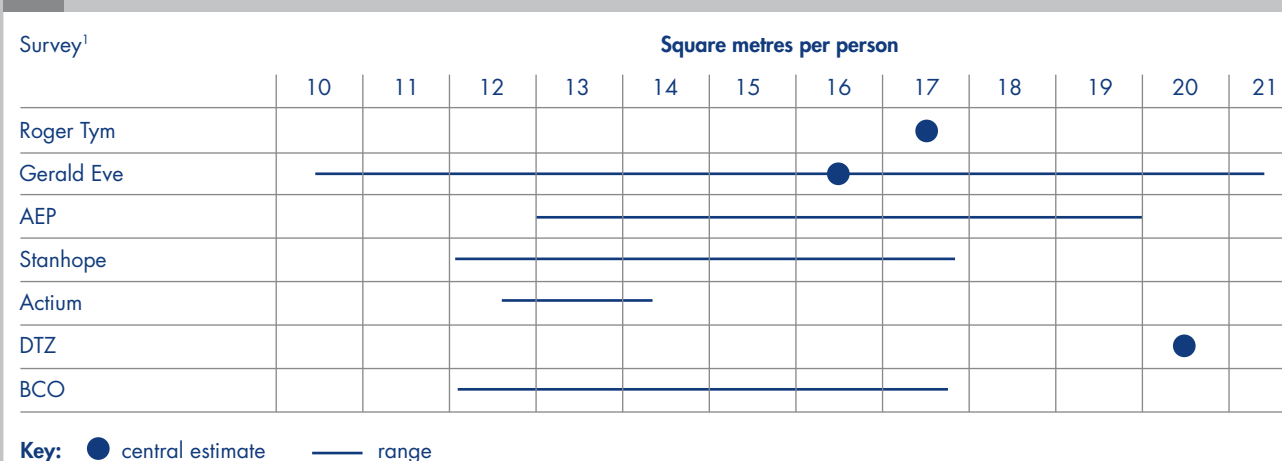 Survey¹ Square metres per person
10 11 12 13 14 15 16 17 18 19 20 21
Roger Tym
Gerald Eve
AEP
Stanhope
Actium
DTZ
BCO
Key: central estimate range